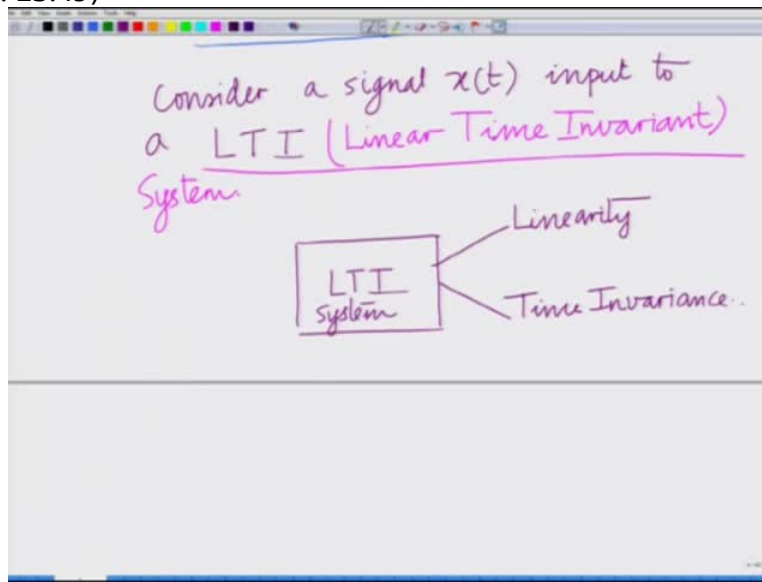 Consider a signal x(t) input to
a LTI (Linear Time Invariant)
System.
Linearity
LTI
system
Time Invariance..